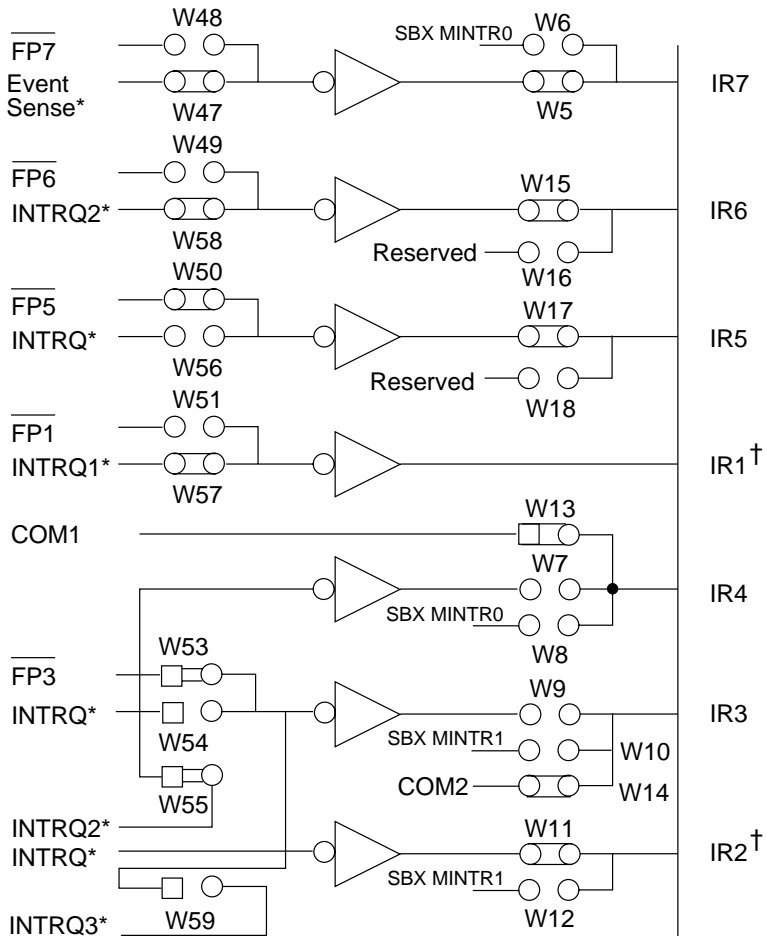 W48
FP7
SBX MINTR0
W6
Event
Sense*
IR7
W47
W5
W49
FP6
W15
INTRQ2*
IR6
W58
Reserved
W16
W50
FP5
W17
INTRQ*
IR5
W56
Reserved
W18
W51
FP1
INTRQ1*
IR1†
W57
W13
COM1
W7
IR4
SBX MINTR0
W53
W8
FP3
W9
INTRQ*
IR3
W54
SBX MINTR1
W10
COM2
W14
W55
INTRQ2*
W11
INTRQ*
IR2†
SBX MINTR1
W59
W12
INTRQ3*